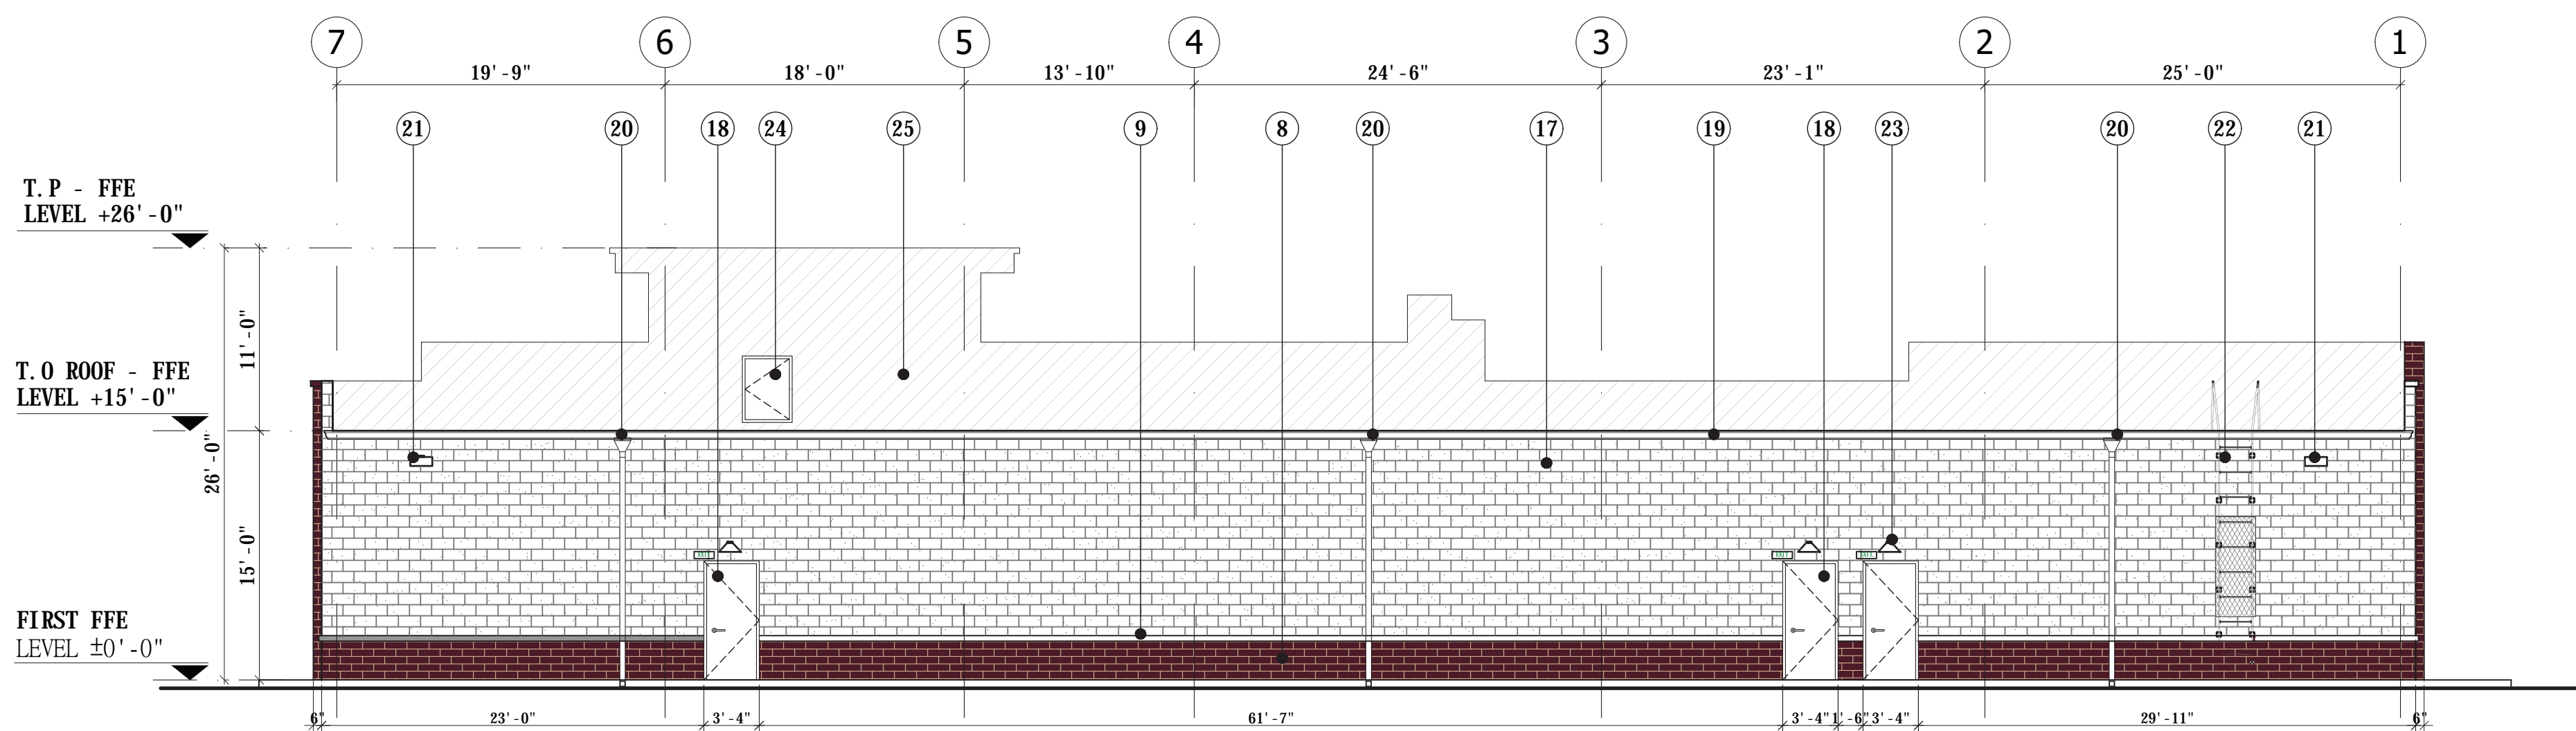 7 6 5 4 3 2 1
19'-9" 18'-0" 13'-10" 24'-6" 23'-1" 25'-0"
21 20 18 24 25 9 8 20 17 19 18 23 20 22 21
T.P - FFE
LEVEL +26'-0"
11'-0"
T.O ROOF - FFE
LEVEL +15'-0"
26'-0"
15'-0"
EXIT EXIT EXIT
FIRST FFE
LEVEL ±0'-0"
6" 23'-0" 3'-4" 61'-7" 3'-4" 1'-6" 3'-4" 29'-11" 6"